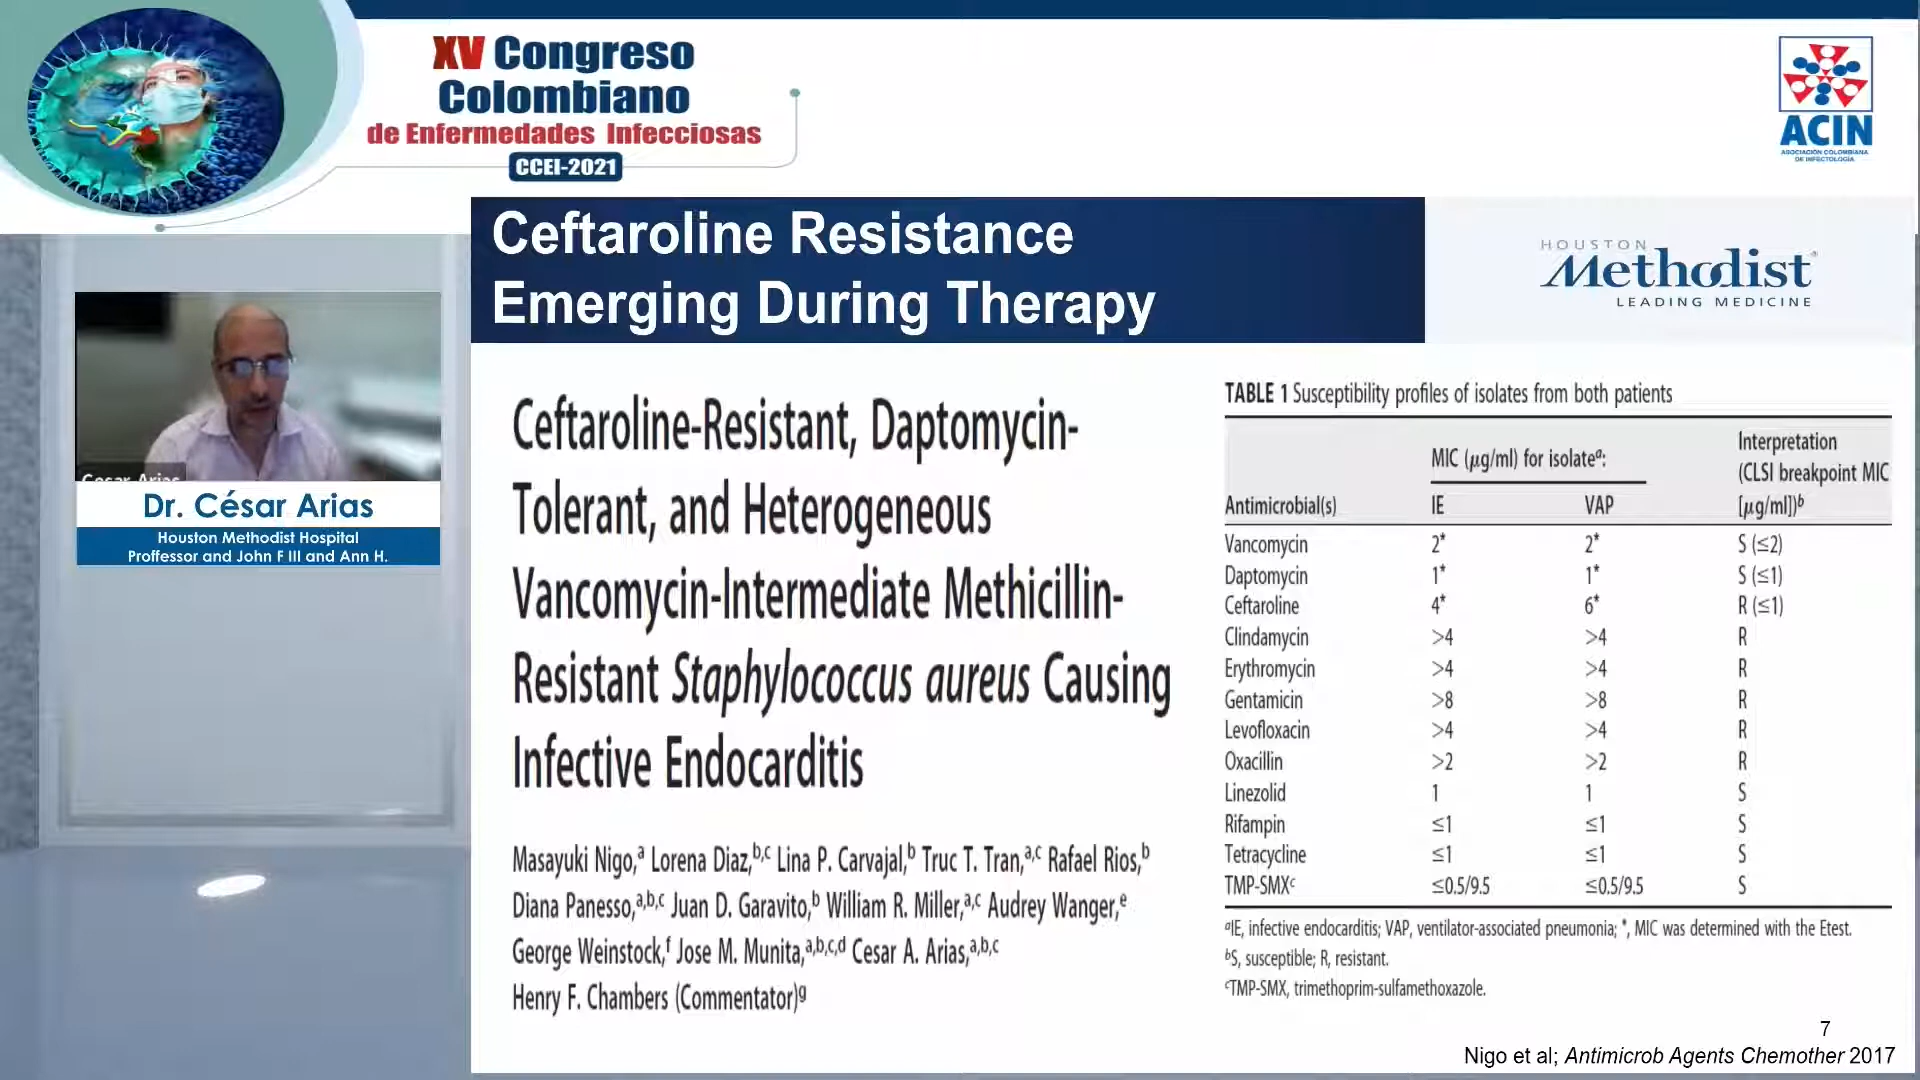 XV Congreso
Colombiano
de Enfermedades Infecciosas
CCEI-2021
ACIN
ASOCIACIÓN COLOMBIANA
DE INFECTOLOGÍA
Ceftaroline Resistance
Emerging During Therapy
HOUSTON
Methodist
LEADING MEDICINE
Cesar Arias
Dr. César Arias
Houston Methodist Hospital
Proffessor and John F III and Ann H.
Ceftaroline-Resistant, Daptomycin-
Tolerant, and Heterogeneous
Vancomycin-Intermediate Methicillin-
Resistant Staphylococcus aureus Causing
Infective Endocarditis
Masayuki Nigo,ᵃ Lorena Diaz,ᵇ,ᶜ Lina P. Carvajal,ᵇ Truc T. Tran,ᵃ,ᶜ Rafael Rios,ᵇ
Diana Panesso,ᵃ,ᵇ,ᶜ Juan D. Garavito,ᵇ William R. Miller,ᵃ,ᶜ Audrey Wanger,ᵉ
George Weinstock,ᶠ Jose M. Munita,ᵃ,ᵇ,ᶜ,ᵈ Cesar A. Arias,ᵃ,ᵇ,ᶜ
Henry F. Chambers (Commentator)ᵍ
TABLE 1 Susceptibility profiles of isolates from both patients
Antimicrobial(s) MIC (μg/ml) for isolateᵃ: Interpretation
IE VAP (CLSI breakpoint MIC
[μg/ml])ᵇ
Vancomycin 2* 2* S (≤2)
Daptomycin 1* 1* S (≤1)
Ceftaroline 4* 6* R (≤1)
Clindamycin >4 >4 R
Erythromycin >4 >4 R
Gentamicin >8 >8 R
Levofloxacin >4 >4 R
Oxacillin >2 >2 R
Linezolid 1 1 S
Rifampin ≤1 ≤1 S
Tetracycline ≤1 ≤1 S
TMP-SMXᶜ ≤0.5/9.5 ≤0.5/9.5 S
ᵃIE, infective endocarditis; VAP, ventilator-associated pneumonia; *, MIC was determined with the Etest.
ᵇS, susceptible; R, resistant.
ᶜTMP-SMX, trimethoprim-sulfamethoxazole.
7
Nigo et al; Antimicrob Agents Chemother 2017